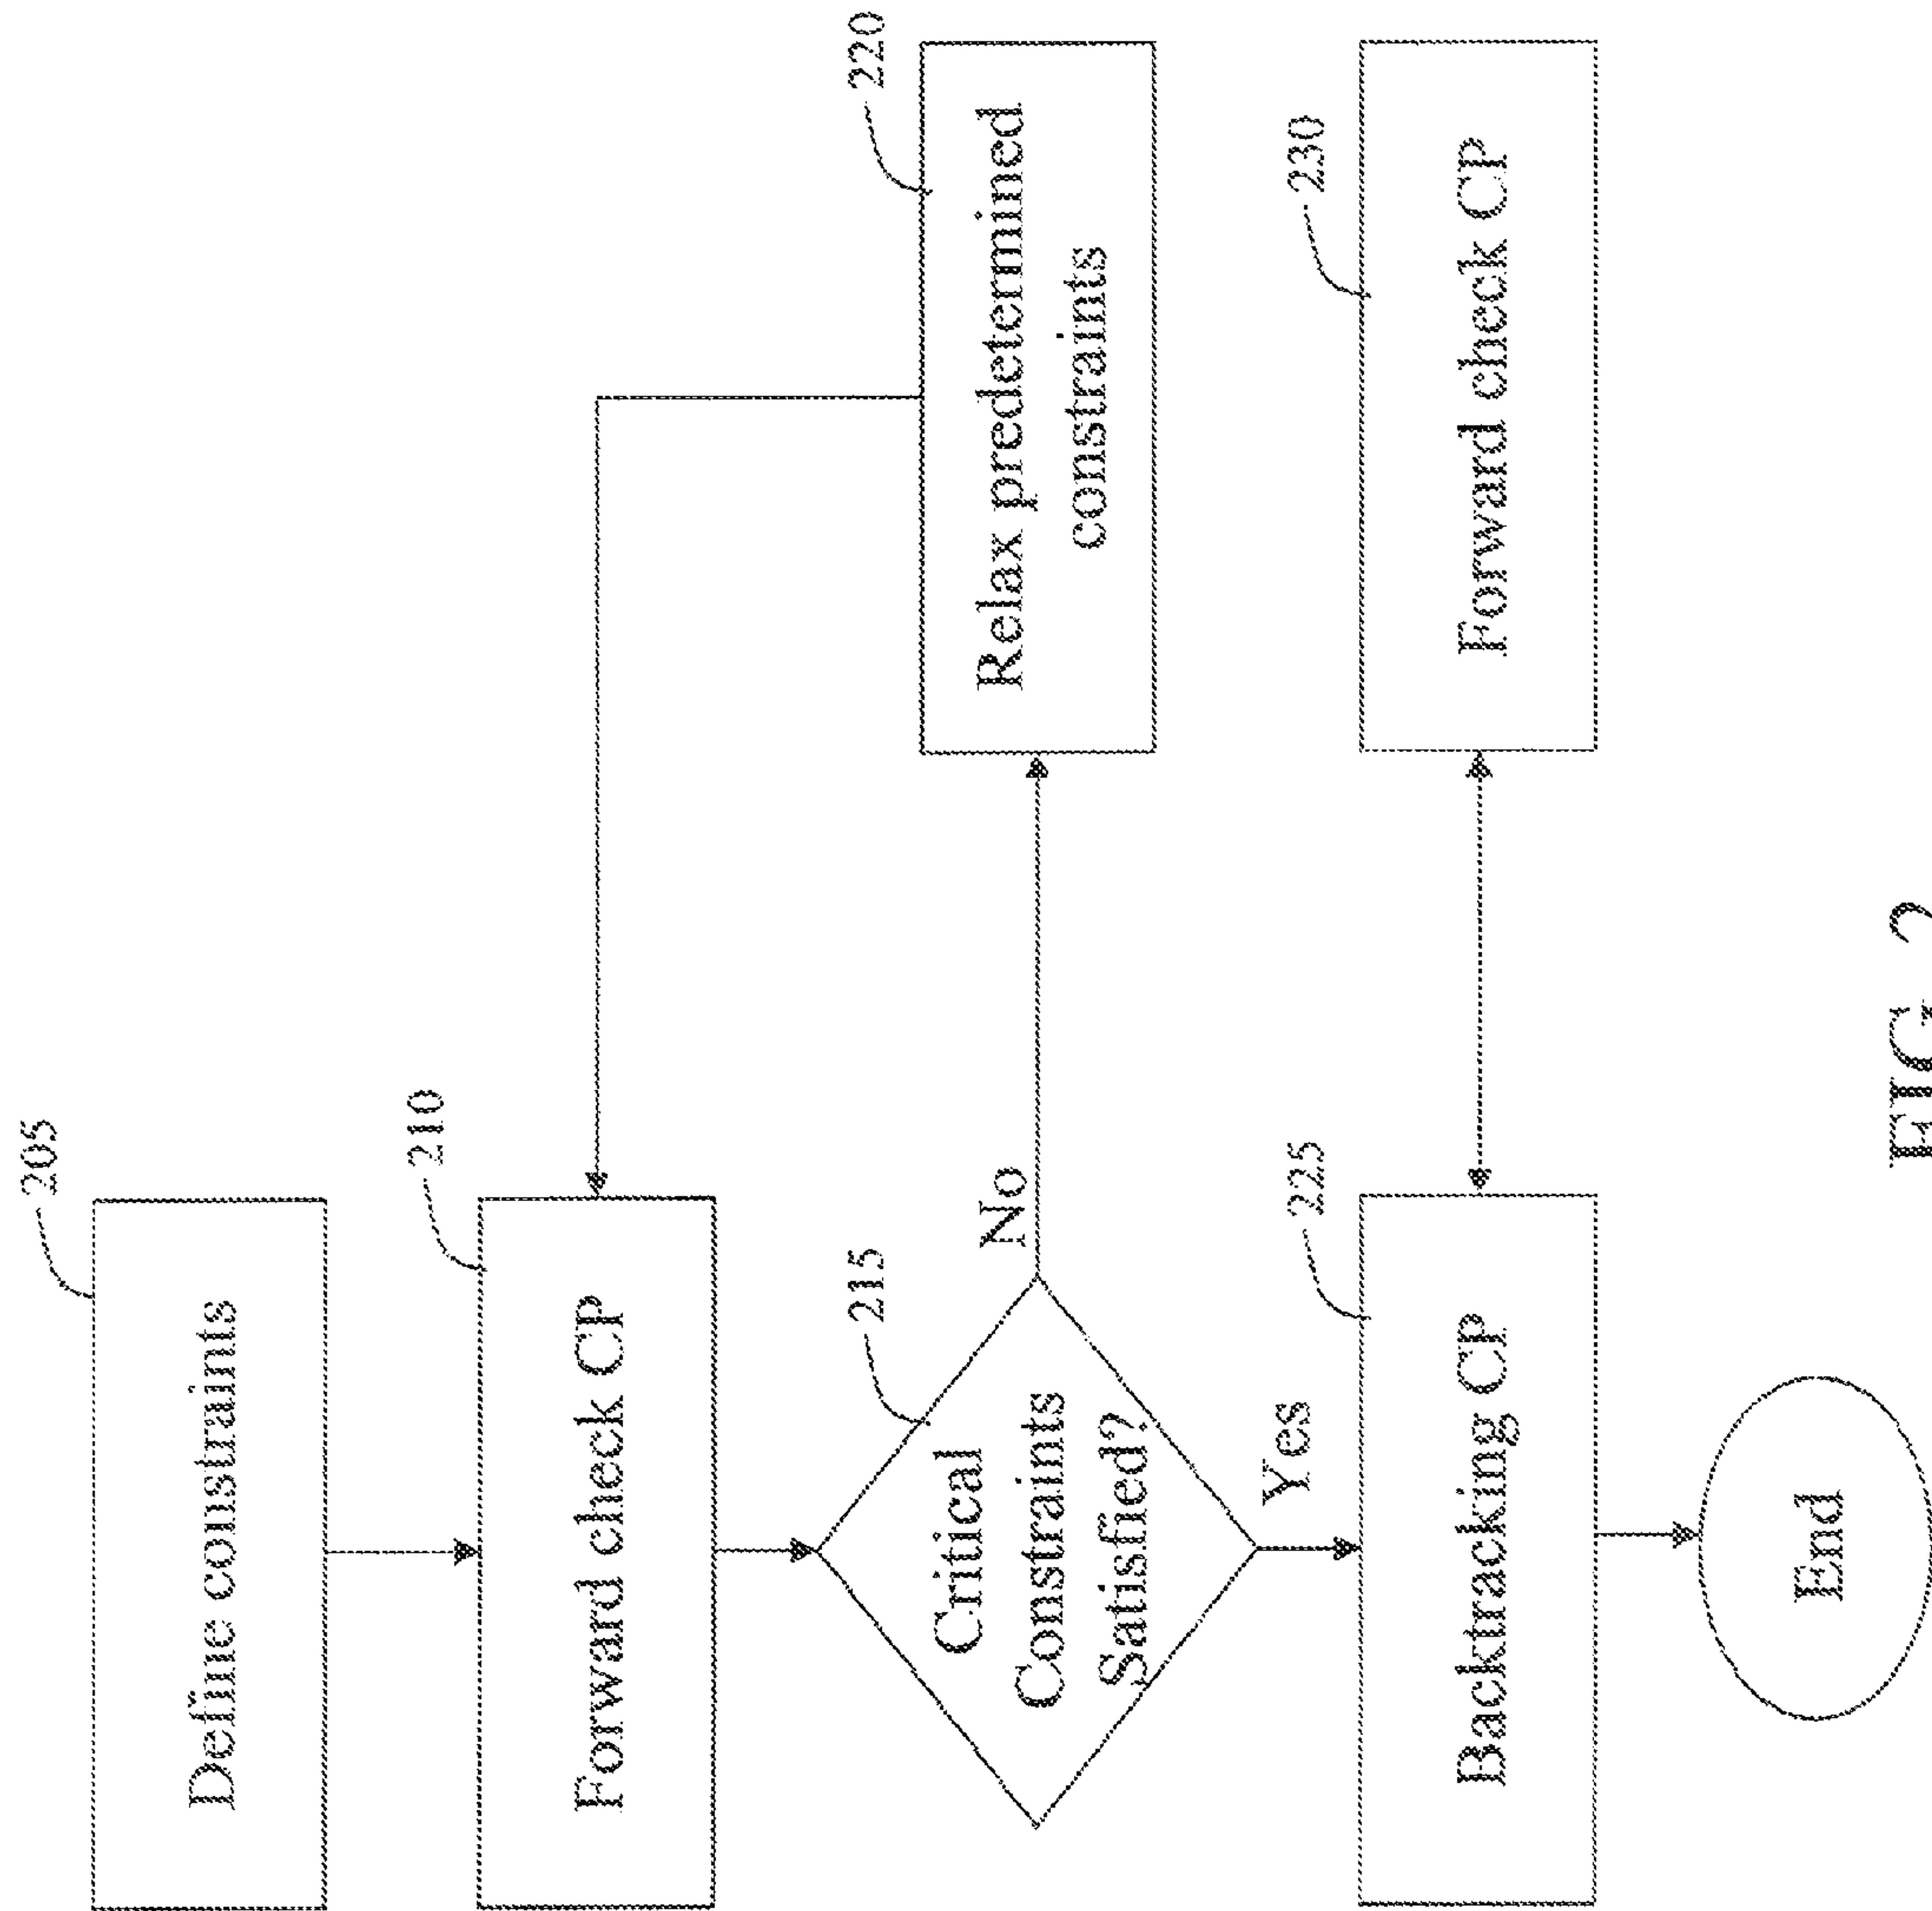 205
Define constraints
210
Forward check CP
215
Critical
Constraints
Satisfied?
No
220
Relax predetermined
constraints
Yes
225
Backtracking CP
230
Forward check CP
End
FIG. 2